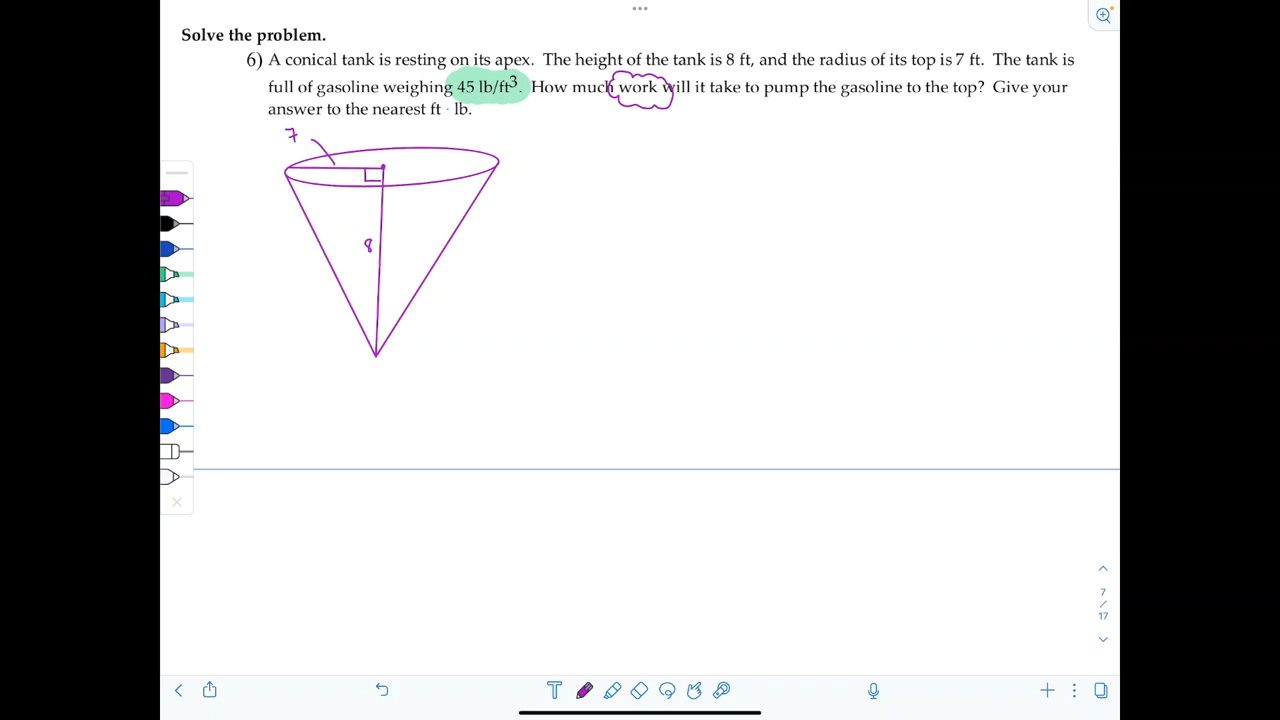 Solve the problem.
6) A conical tank is resting on its apex. The height of the tank is 8 ft, and the radius of its top is 7 ft. The tank is
full of gasoline weighing 45 lb/ft³. How much work will it take to pump the gasoline to the top? Give your
answer to the nearest ft · lb.
7
8
7
/
17
T